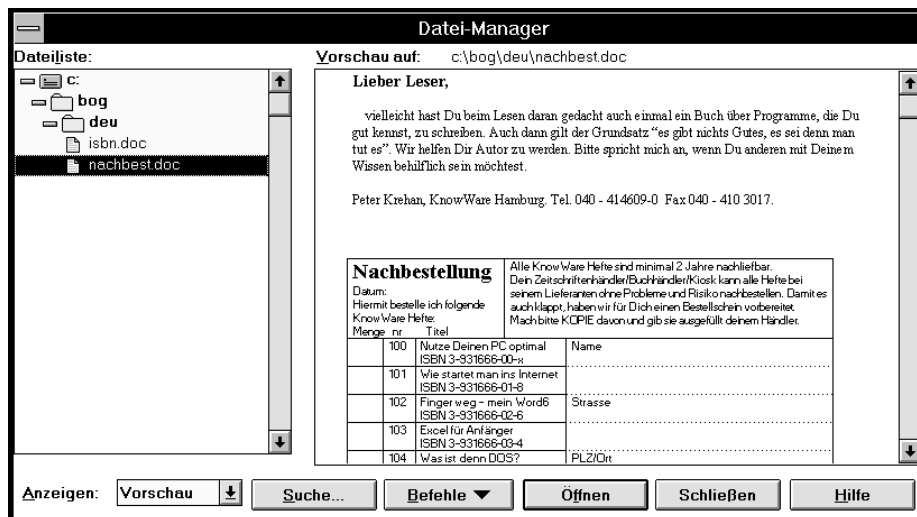 Datei-Manager
Dateiliste:
Vorschau auf: c:\bog\deu\nachbest.doc
c:
bog
deu
isbn.doc
nachbest.doc
Lieber Leser,
vielleicht hast Du beim Lesen daran gedacht auch einmal ein Buch über Programme, die Du
gut kennst, zu schreiben. Auch dann gilt der Grundsatz “es gibt nichts Gutes, es sei denn man
tut es”. Wir helfen Dir Autor zu werden. Bitte spricht mich an, wenn Du anderen mit Deinem
Wissen behilflich sein möchtest.
Peter Krehan, KnowWare Hamburg. Tel. 040 - 414609-0 Fax 040 - 410 3017.
Nachbestellung
Datum:
Hiermit bestelle ich folgende
KnowWare Hefte:
Menge nr Titel
Alle KnowWare Hefte sind minimal 2 Jahre nachliefbar.
Dein Zeitschriftenhändler/Buchhändler/Kiosk kann alle Hefte bei
seinem Lieferanten ohne Probleme und Risiko nachbestellen. Damit es
auch klappt, haben wir für Dich einen Bestellschein vorbereitet.
Mach bitte KOPIE davon und gib sie ausgefüllt deinem Händler.
100 Nutze Deinen PC optimal Name
ISBN 3-931666-00-x
101 Wie startet man ins Internet
ISBN 3-931666-01-8
102 Finger weg - mein Word6 Strasse
ISBN 3-931666-02-6
103 Excel für Anfänger
ISBN 3-931666-03-4
104 Was ist denn DOS? PLZ/Ort
Anzeigen: Vorschau Suche... Befehle Öffnen Schließen Hilfe